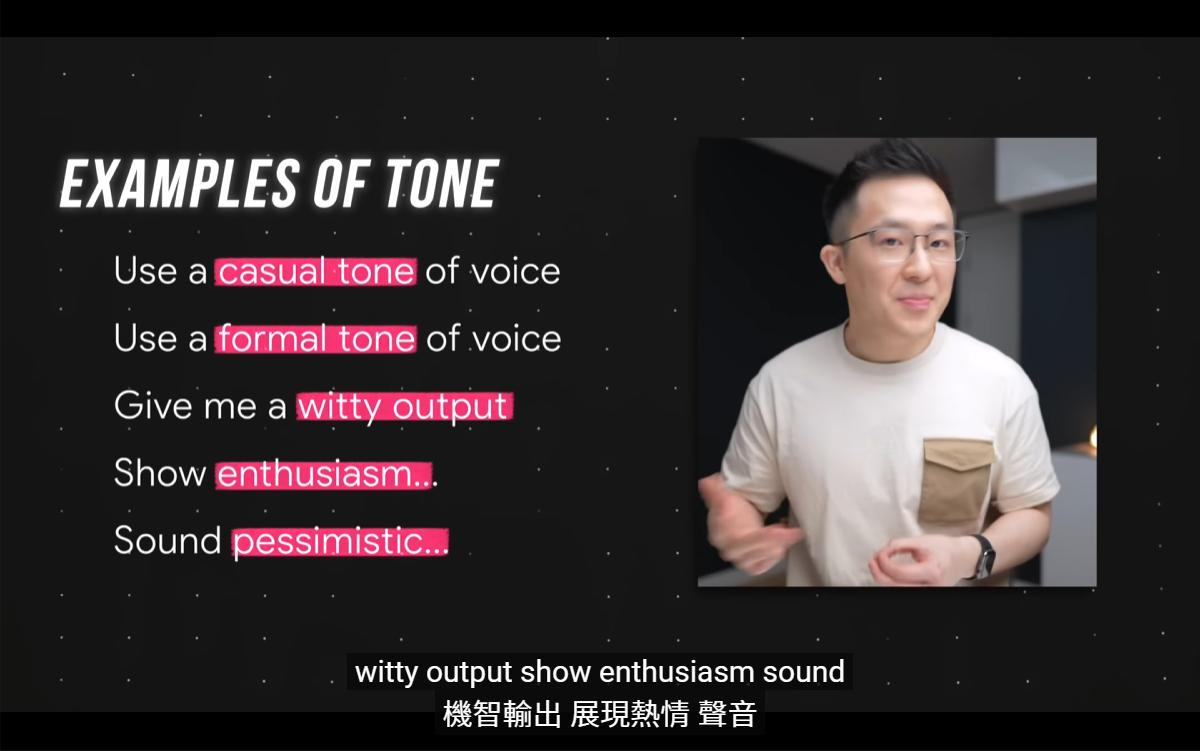 EXAMPLES OF TONE
Use a casual tone of voice
Use a formal tone of voice
Give me a witty output
Show enthusiasm...
Sound pessimistic...
witty output show enthusiasm sound
機智輸出 展現熱情 聲音